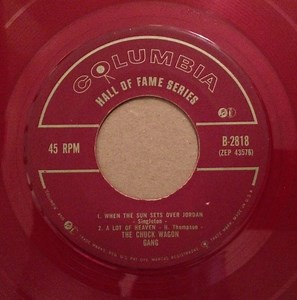 COLUMBIA
HALL OF FAME SERIES
45 RPM
B-2818
(ZEP 43576)
1. WHEN THE SUN SETS OVER JORDAN
- Singleton -
2. A LOT OF HEAVEN - B. Thompson -
THE CHUCK WAGON
GANG